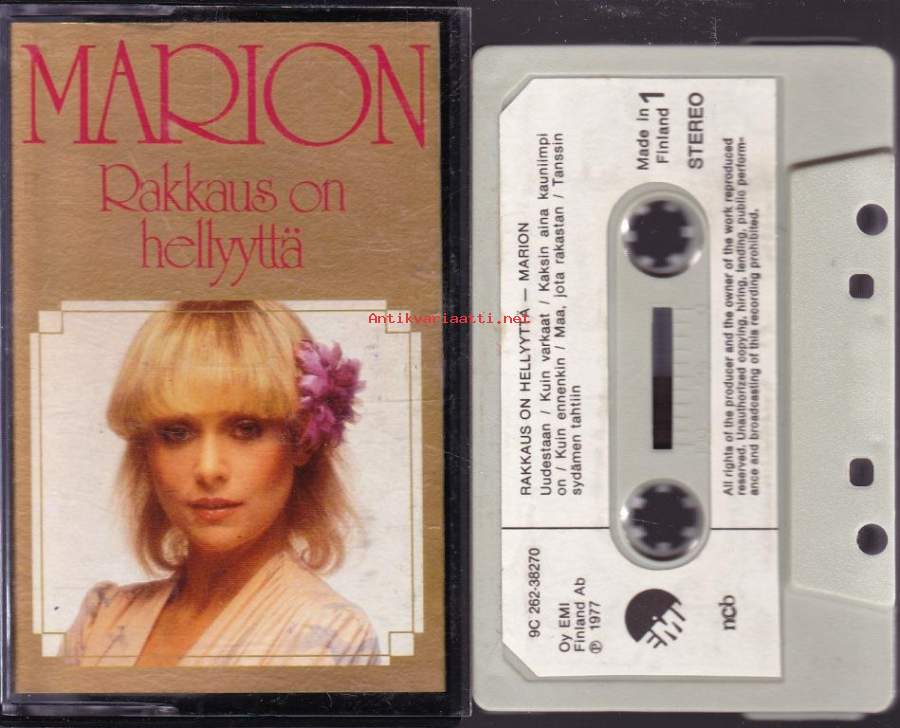 MARION
Rakkaus on
hellyyttä
Antikvariaatti.net
Made in
Finland
1
STEREO
RAKKAUS ON HELLYYTTÄ — MARION
Uudestaan / Kuin varkaat / Kaksin aina kauniimpi
on / Kuin ennenkin / Maa, jota rakastan / Tanssin
sydämen tahtiin
All rights of the producer and the owner of the work reproduced
reserved. Unauthorized copying, hiring, lending, public perform-
ance and broadcasting of this recording prohibited.
9C 262-38270
Oy EMI
Finland Ab
℗ 1977
EMI
ncb